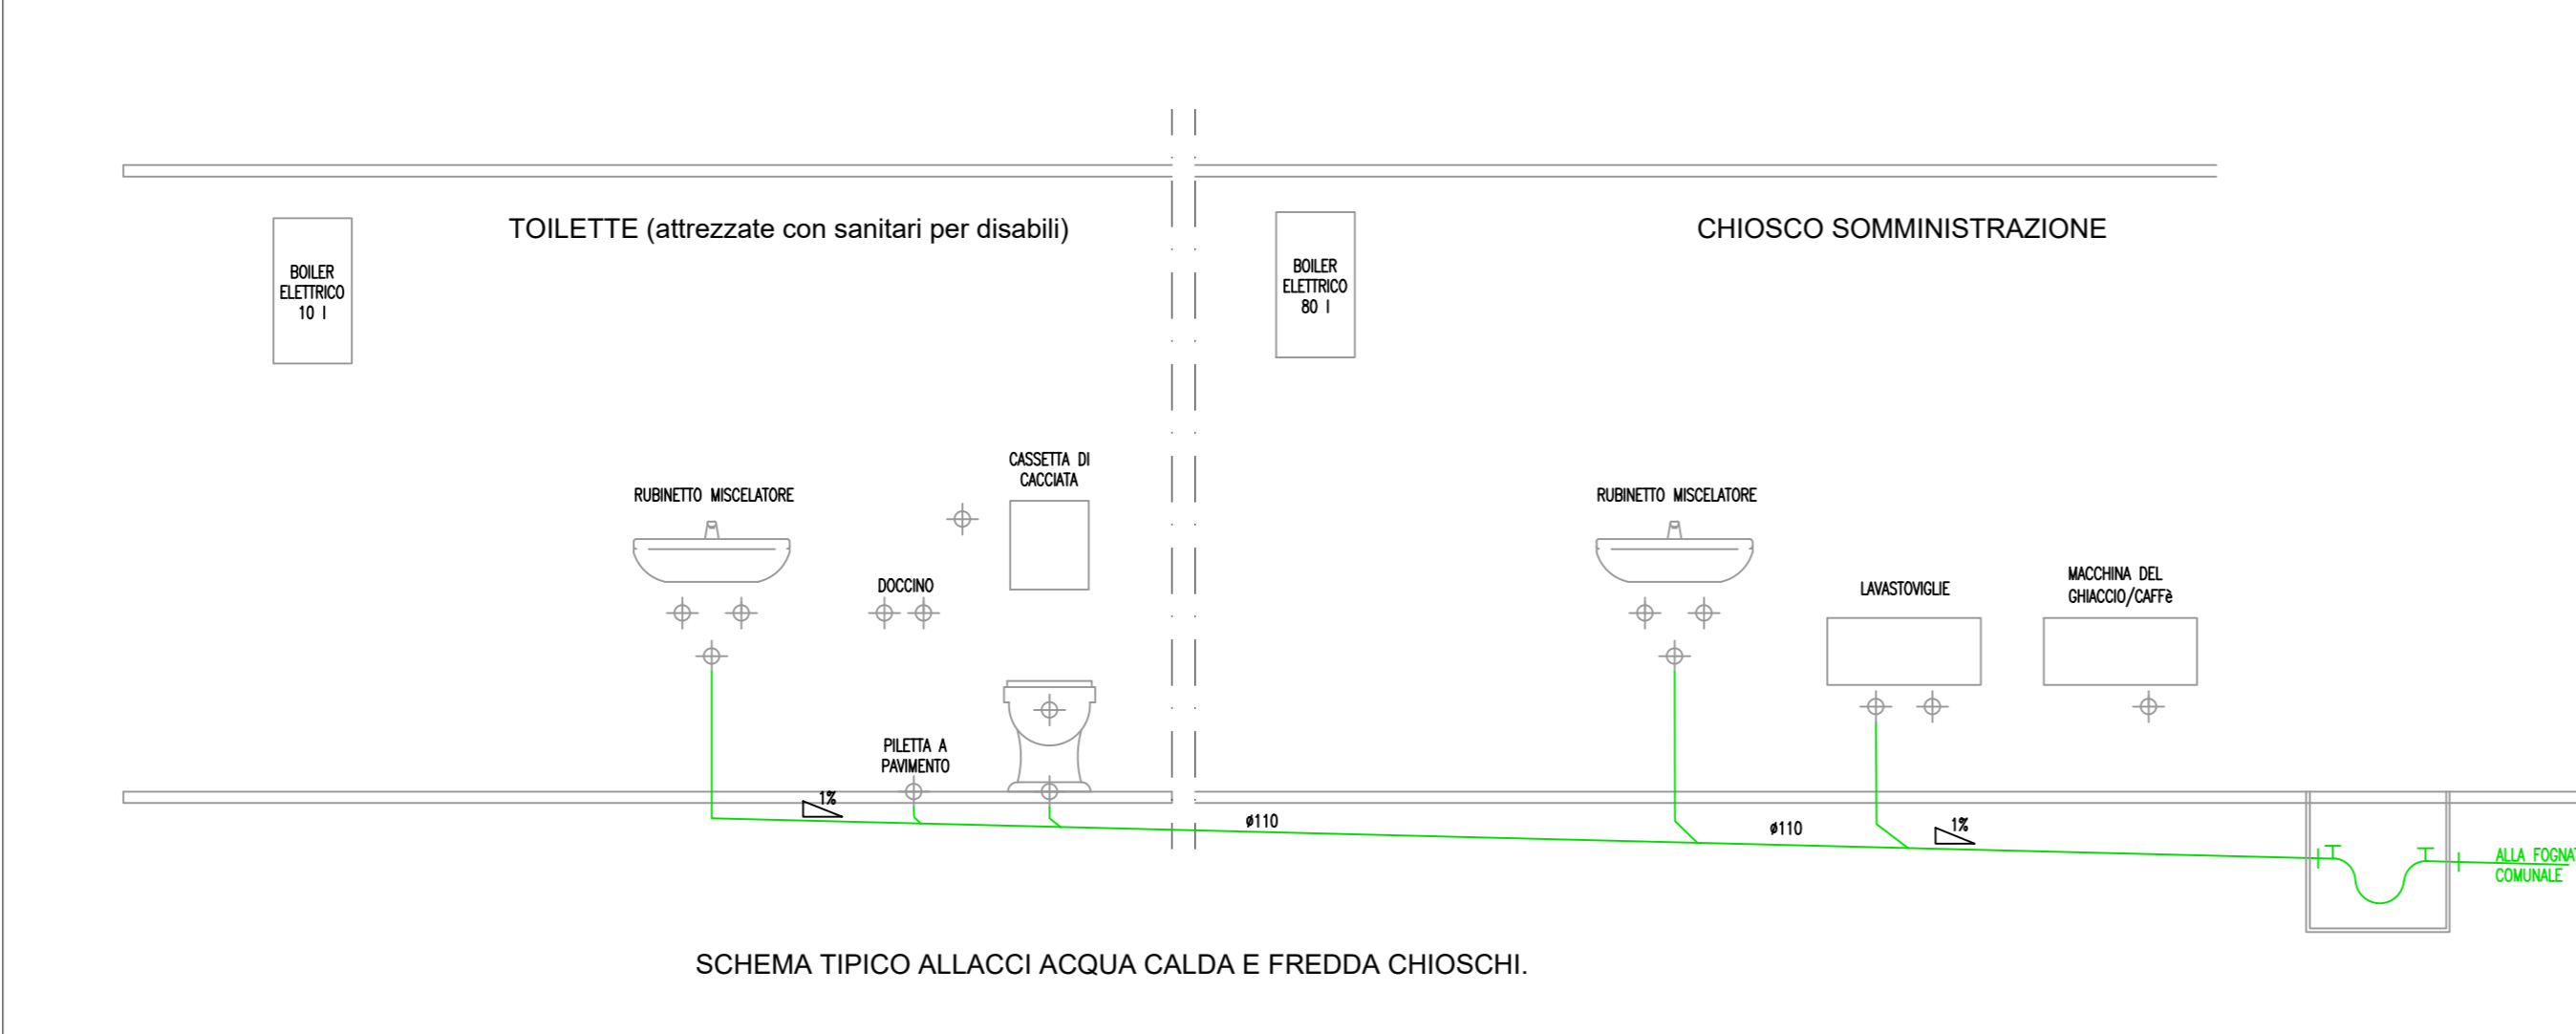 TOILETTE (attrezzate con sanitari per disabili)
CHIOSCO SOMMINISTRAZIONE
BOILER
ELETTRICO
10 l
BOILER
ELETTRICO
80 l
CASSETTA DI
CACCIATA
RUBINETTO MISCELATORE
DOCCINO
PILETTA A
PAVIMENTO
RUBINETTO MISCELATORE
LAVASTOVIGLIE
MACCHINA DEL
GHIACCIO/CAFFè
1%
ø110
ø110
1%
ALLA
COMUNALE
SCHEMA TIPICO ALLACCI ACQUA CALDA E FREDDA CHIOSCHI.